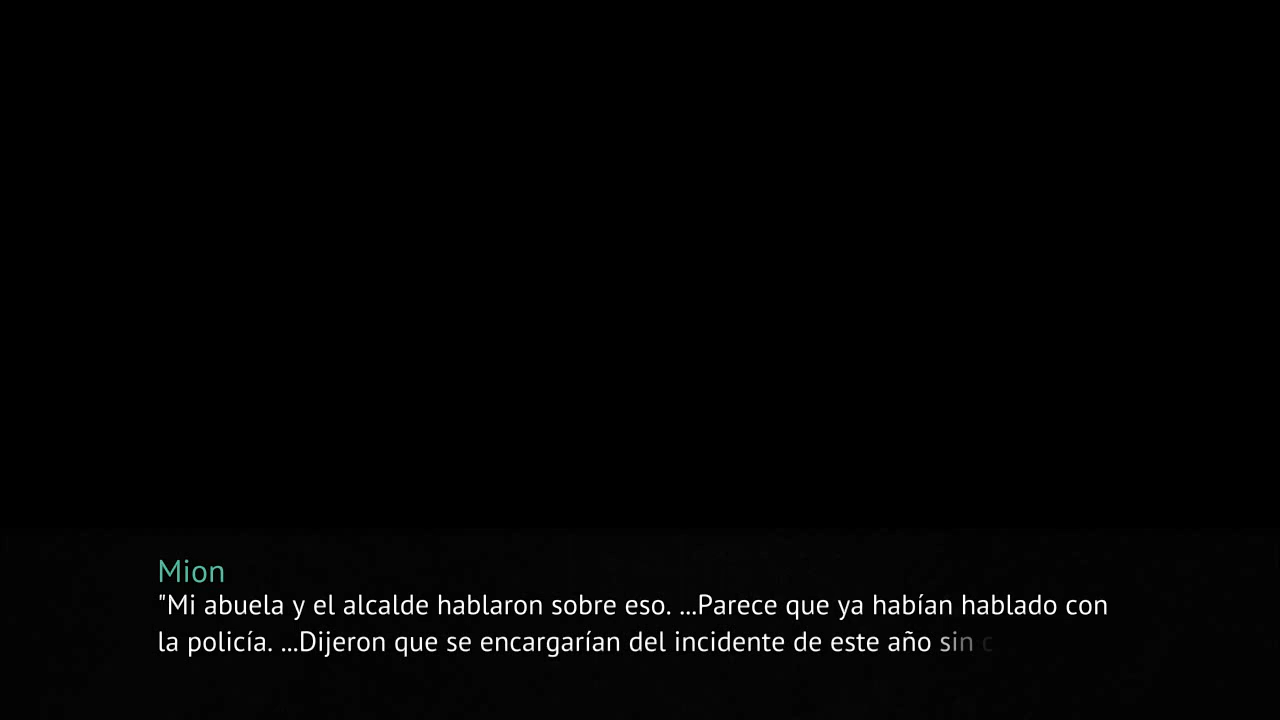 Mion
"Mi abuela y el alcalde hablaron sobre eso. ...Parece que ya habían hablado con
la policía. ...Dijeron que se encargarían del incidente de este año sin c